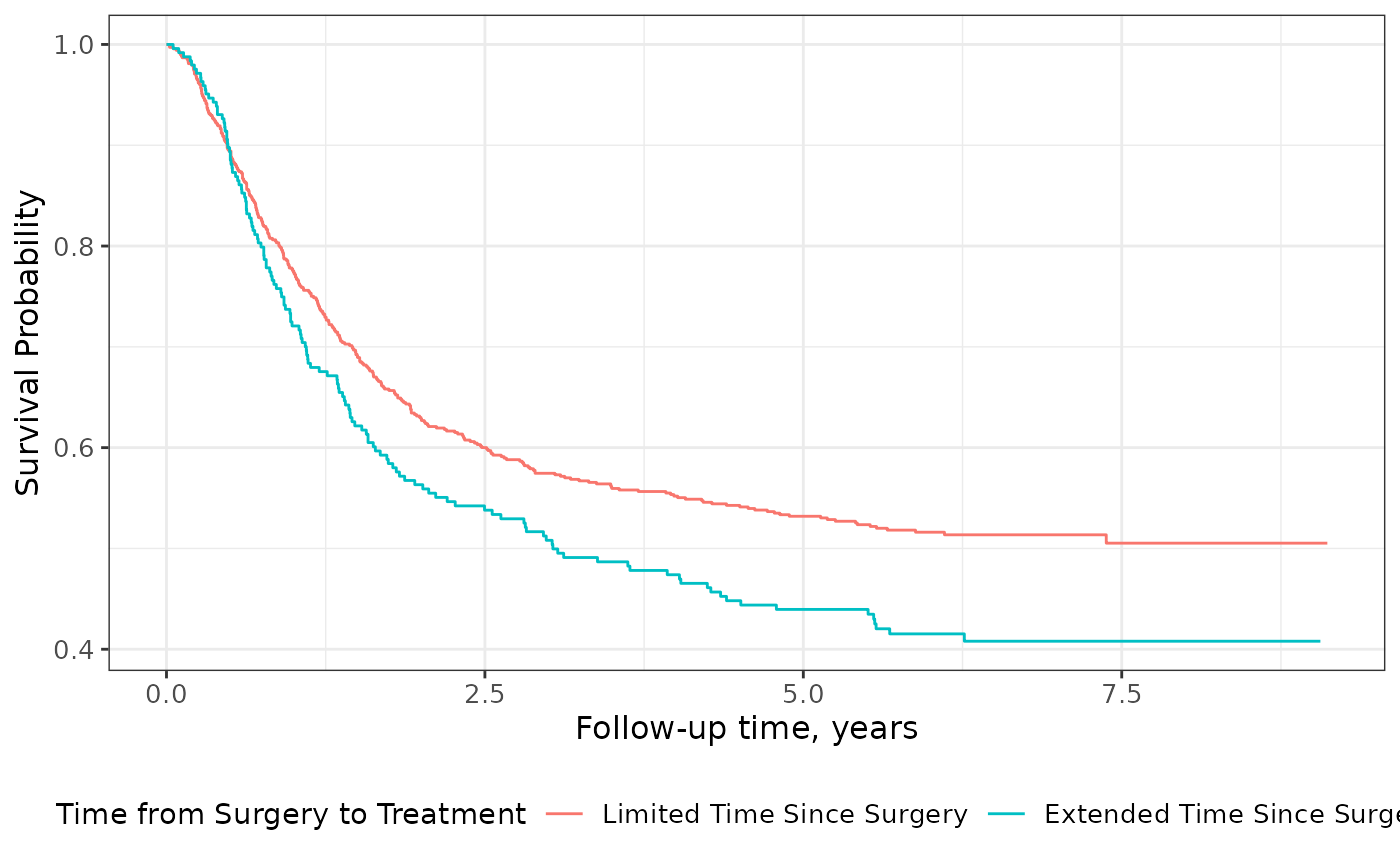 1.0
0.8
0.6
0.4
Survival Probability
0.0 2.5 5.0 7.5
Follow-up time, years
Time from Surgery to Treatment Limited Time Since Surgery Extended Time Since Surge